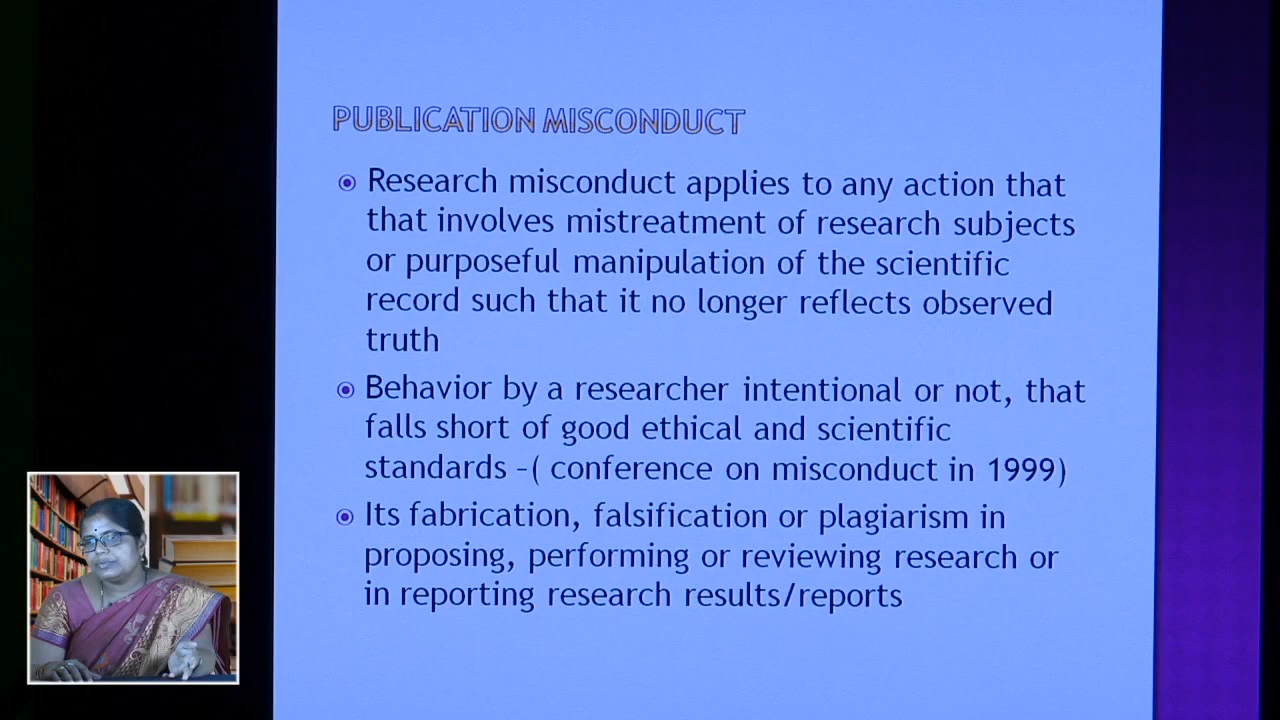 PUBLICATION MISCONDUCT
Research misconduct applies to any action that
that involves mistreatment of research subjects
or purposeful manipulation of the scientific
record such that it no longer reflects observed
truth
Behavior by a researcher intentional or not, that
falls short of good ethical and scientific
standards –( conference on misconduct in 1999)
Its fabrication, falsification or plagiarism in
proposing, performing or reviewing research or
in reporting research results/reports